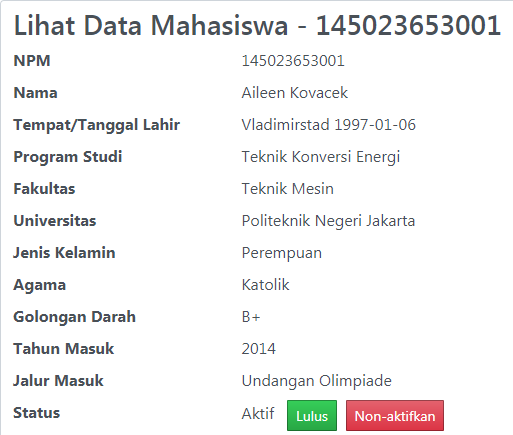 Lihat Data Mahasiswa - 145023653001
NPM 145023653001
Nama Aileen Kovacek
Tempat/Tanggal Lahir Vladimirstad 1997-01-06
Program Studi Teknik Konversi Energi
Fakultas Teknik Mesin
Universitas Politeknik Negeri Jakarta
Jenis Kelamin Perempuan
Agama Katolik
Golongan Darah B+
Tahun Masuk 2014
Jalur Masuk Undangan Olimpiade
Status Aktif Lulus Non-aktifkan